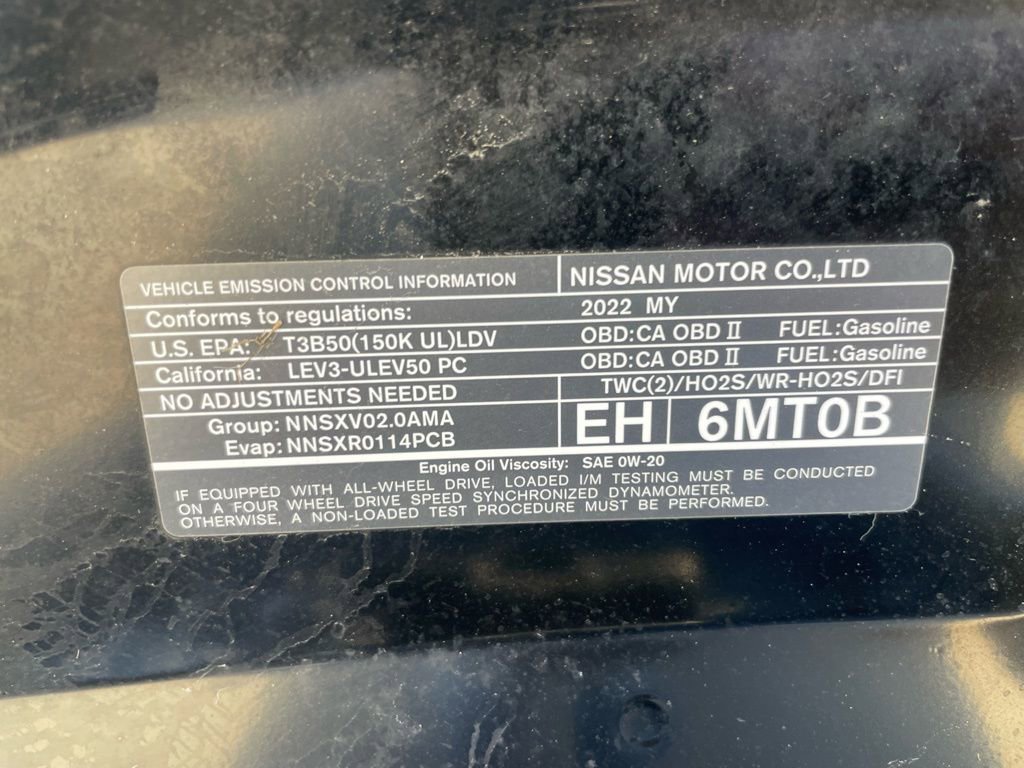 VEHICLE EMISSION CONTROL INFORMATION NISSAN MOTOR CO.,LTD
Conforms to regulations: 2022 MY
U.S. EPA: T3B50(150K UL)LDV OBD:CA OBD II FUEL:Gasoline
California: LEV3-ULEV50 PC OBD:CA OBD II FUEL:Gasoline
NO ADJUSTMENTS NEEDED TWC(2)/HO2S/WR-HO2S/DFI
Group: NNSXV02.0AMA
Evap: NNSXR0114PCB
EH 6MT0B
Engine Oil Viscosity: SAE 0W-20
IF EQUIPPED WITH ALL-WHEEL DRIVE, LOADED I/M TESTING MUST BE CONDUCTED
ON A FOUR WHEEL DRIVE SPEED SYNCHRONIZED DYNAMOMETER.
OTHERWISE, A NON-LOADED TEST PROCEDURE MUST BE PERFORMED.